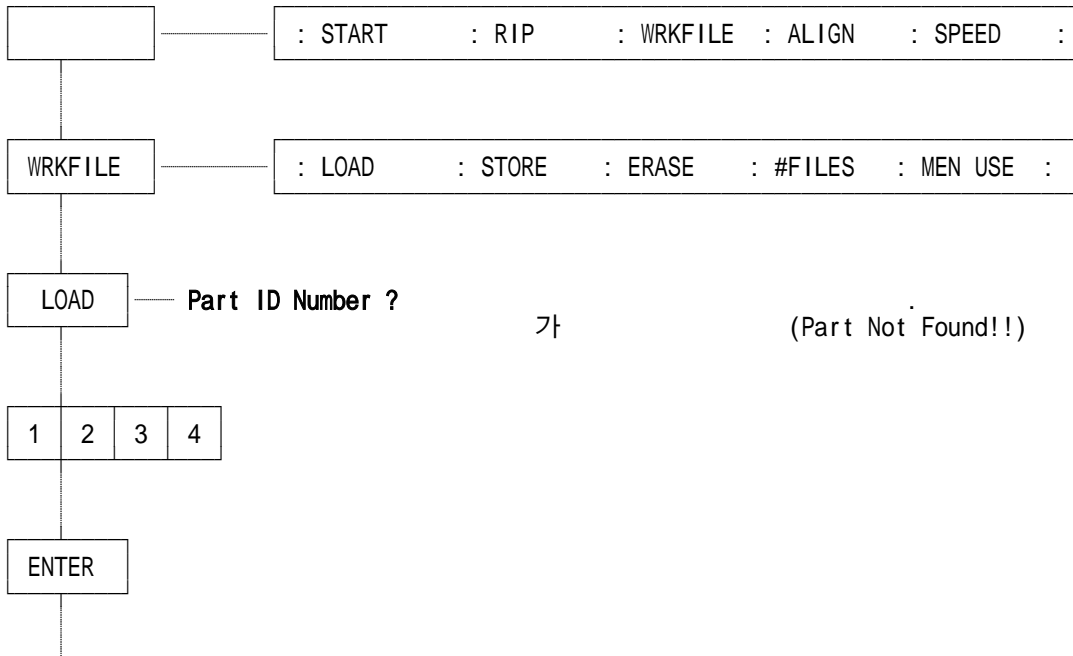 : START : RIP : WRKFILE : ALIGN : SPEED :
WRKFILE : LOAD : STORE : ERASE : #FILES : MEN USE :
LOAD Part ID Number ?
가 . (Part Not Found!!)
1 2 3 4
ENTER